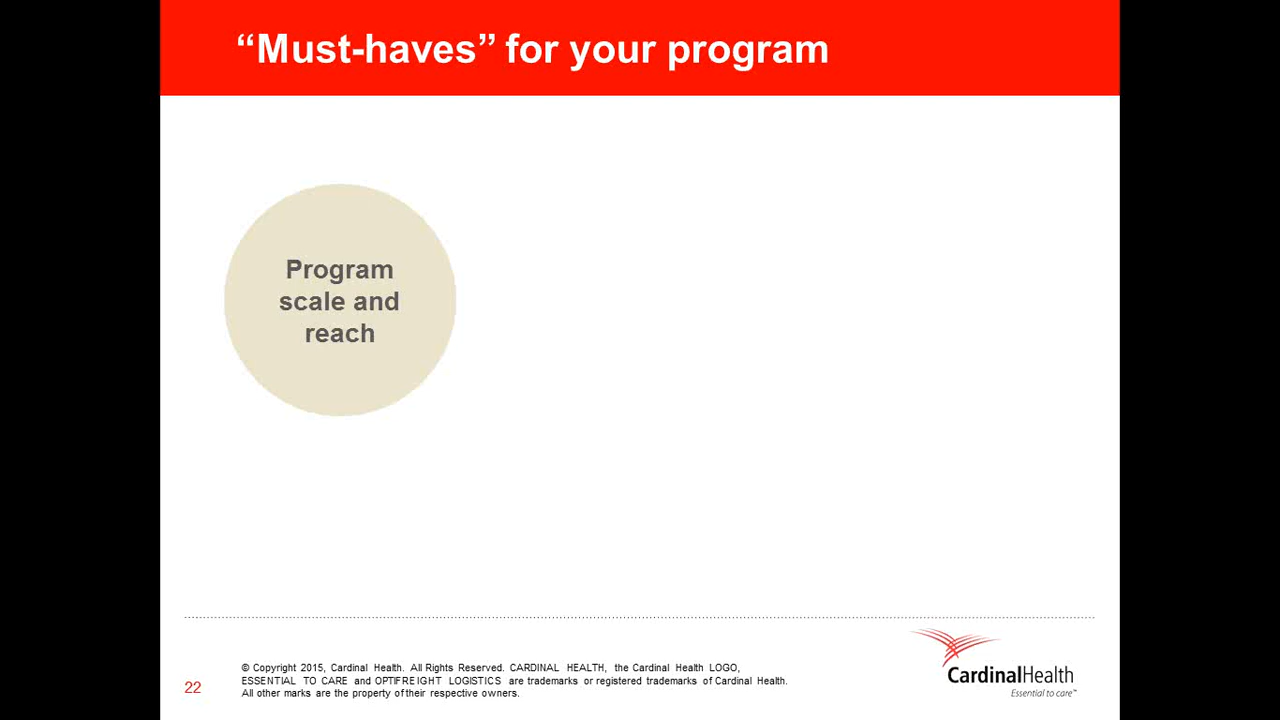 “Must-haves” for your program
Program
scale and
reach
© Copyright 2015, Cardinal Health. All Rights Reserved. CARDINAL HEALTH, the Cardinal Health LOGO,
ESSENTIAL TO CARE and OPTIFREIGHT LOGISTICS are trademarks or registered trademarks of Cardinal Health.
All other marks are the property of their respective owners.
22
CardinalHealth
Essential to care™